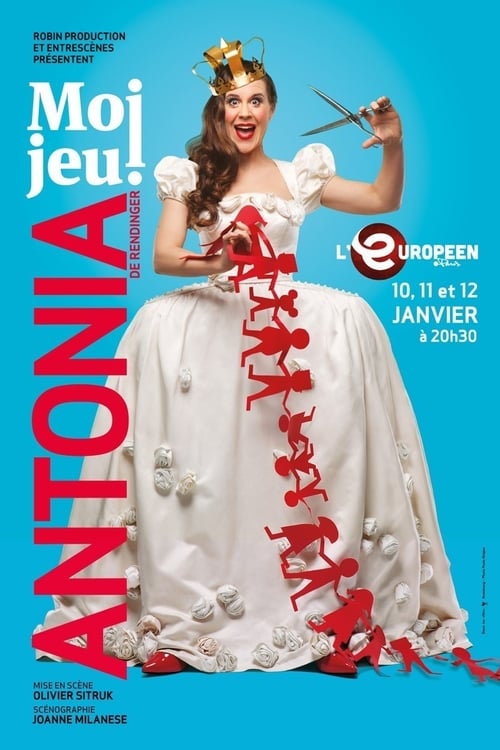 ROBIN PRODUCTION
ET ENTRESCÈNES
PRÉSENTENT
Moi
jeu!
ANTONIA
DE RENDINGER
L'EUROPEEN
10, 11 et 12
JANVIER
à 20h30
MISE EN SCÈNE
OLIVIER SITRUK
SCÉNOGRAPHIE
JOANNE MILANESE